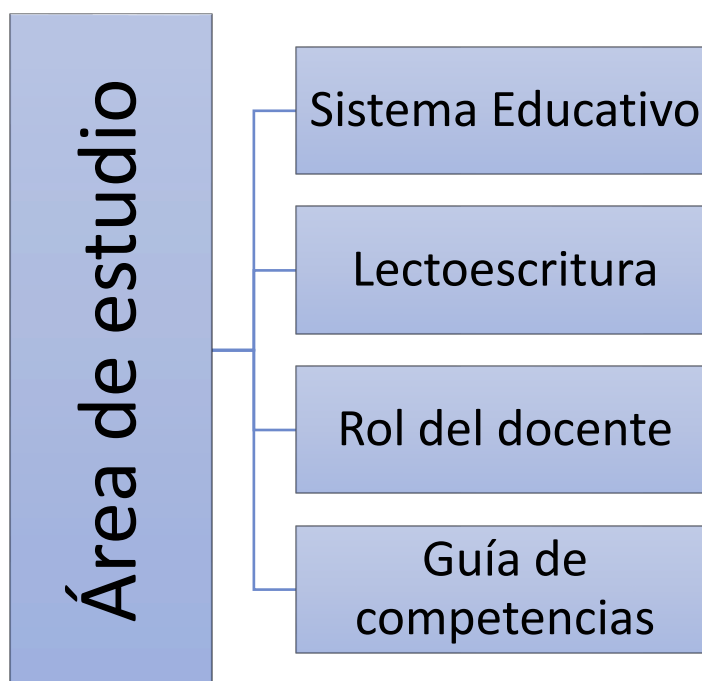 Área de estudio
Sistema Educativo
Lectoescritura
Rol del docente
Guía de
competencias